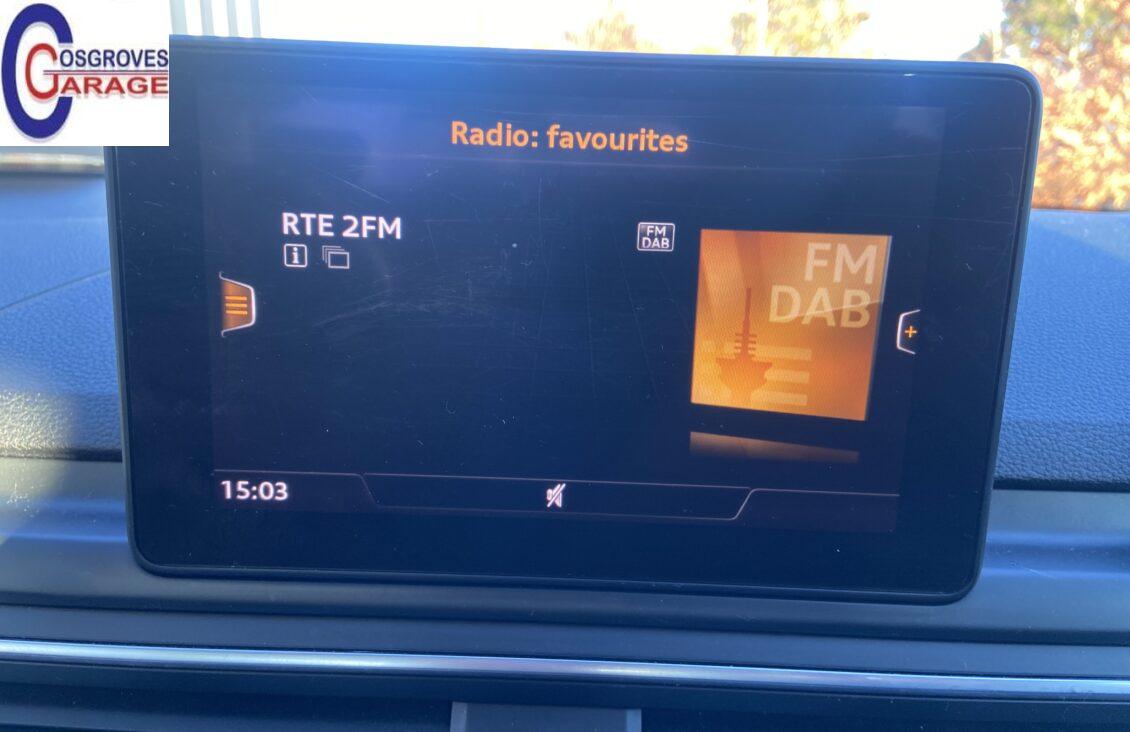 COSGROVES
GARAGE
Radio: favourites
RTE 2FM
i
FM
DAB
FM
DAB
+
15:03